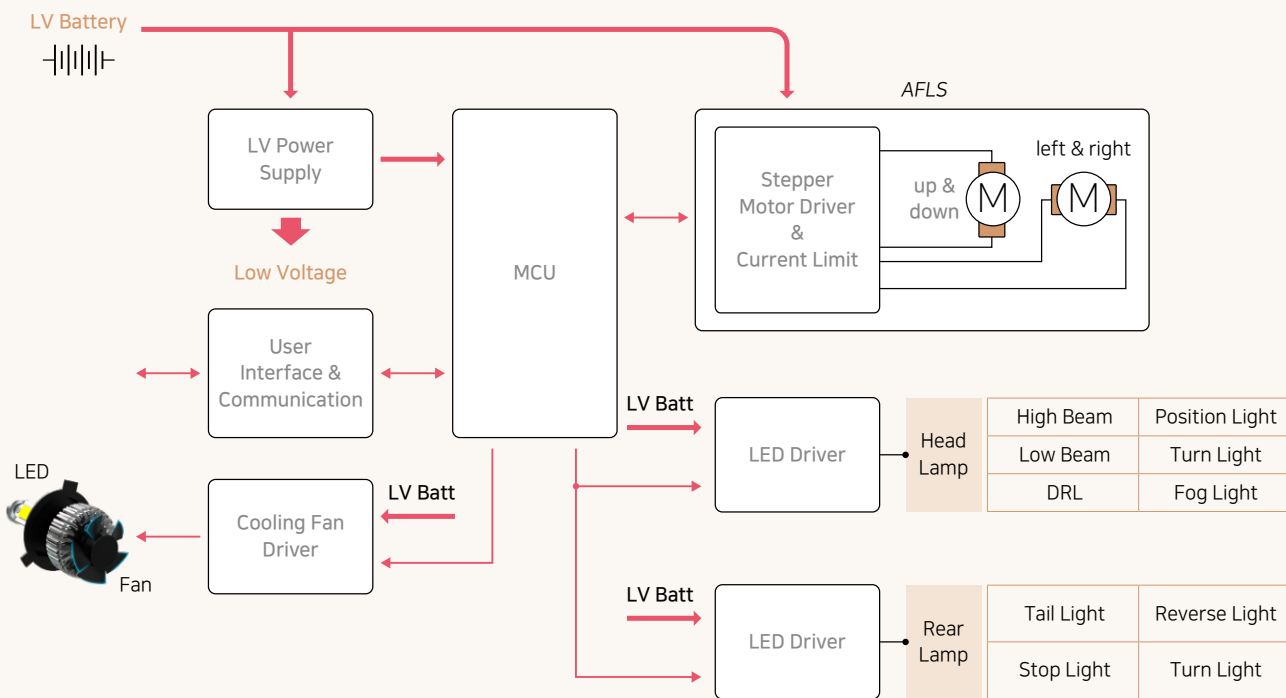 LV Battery
AFLS
LV Power
Supply
Low Voltage
MCU
Stepper
Motor Driver
&
Current Limit
up &
down
M
left & right
M
User
Interface &
Communication
LV Batt
LED Driver
Head
Lamp
High Beam
Position Light
Low Beam
Turn Light
DRL
Fog Light
LED
Fan
Cooling Fan
Driver
LV Batt
LV Batt
LED Driver
Rear
Lamp
Tail Light
Reverse Light
Stop Light
Turn Light